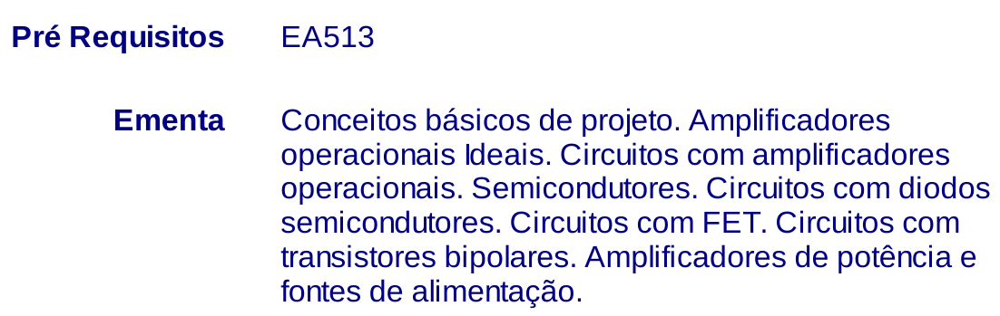 Pré Requisitos EA513
Ementa Conceitos básicos de projeto. Amplificadores
operacionais Ideais. Circuitos com amplificadores
operacionais. Semicondutores. Circuitos com diodos
semicondutores. Circuitos com FET. Circuitos com
transistores bipolares. Amplificadores de potência e
fontes de alimentação.